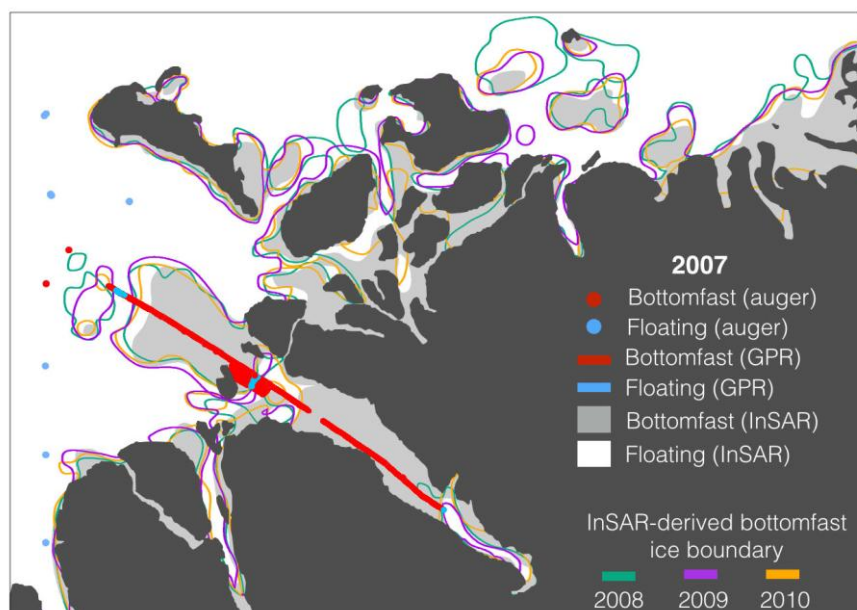 2007
Bottomfast (auger)
Floating (auger)
Bottomfast (GPR)
Floating (GPR)
Bottomfast (InSAR)
Floating (InSAR)
InSAR-derived bottomfast
ice boundary
2008 2009 2010